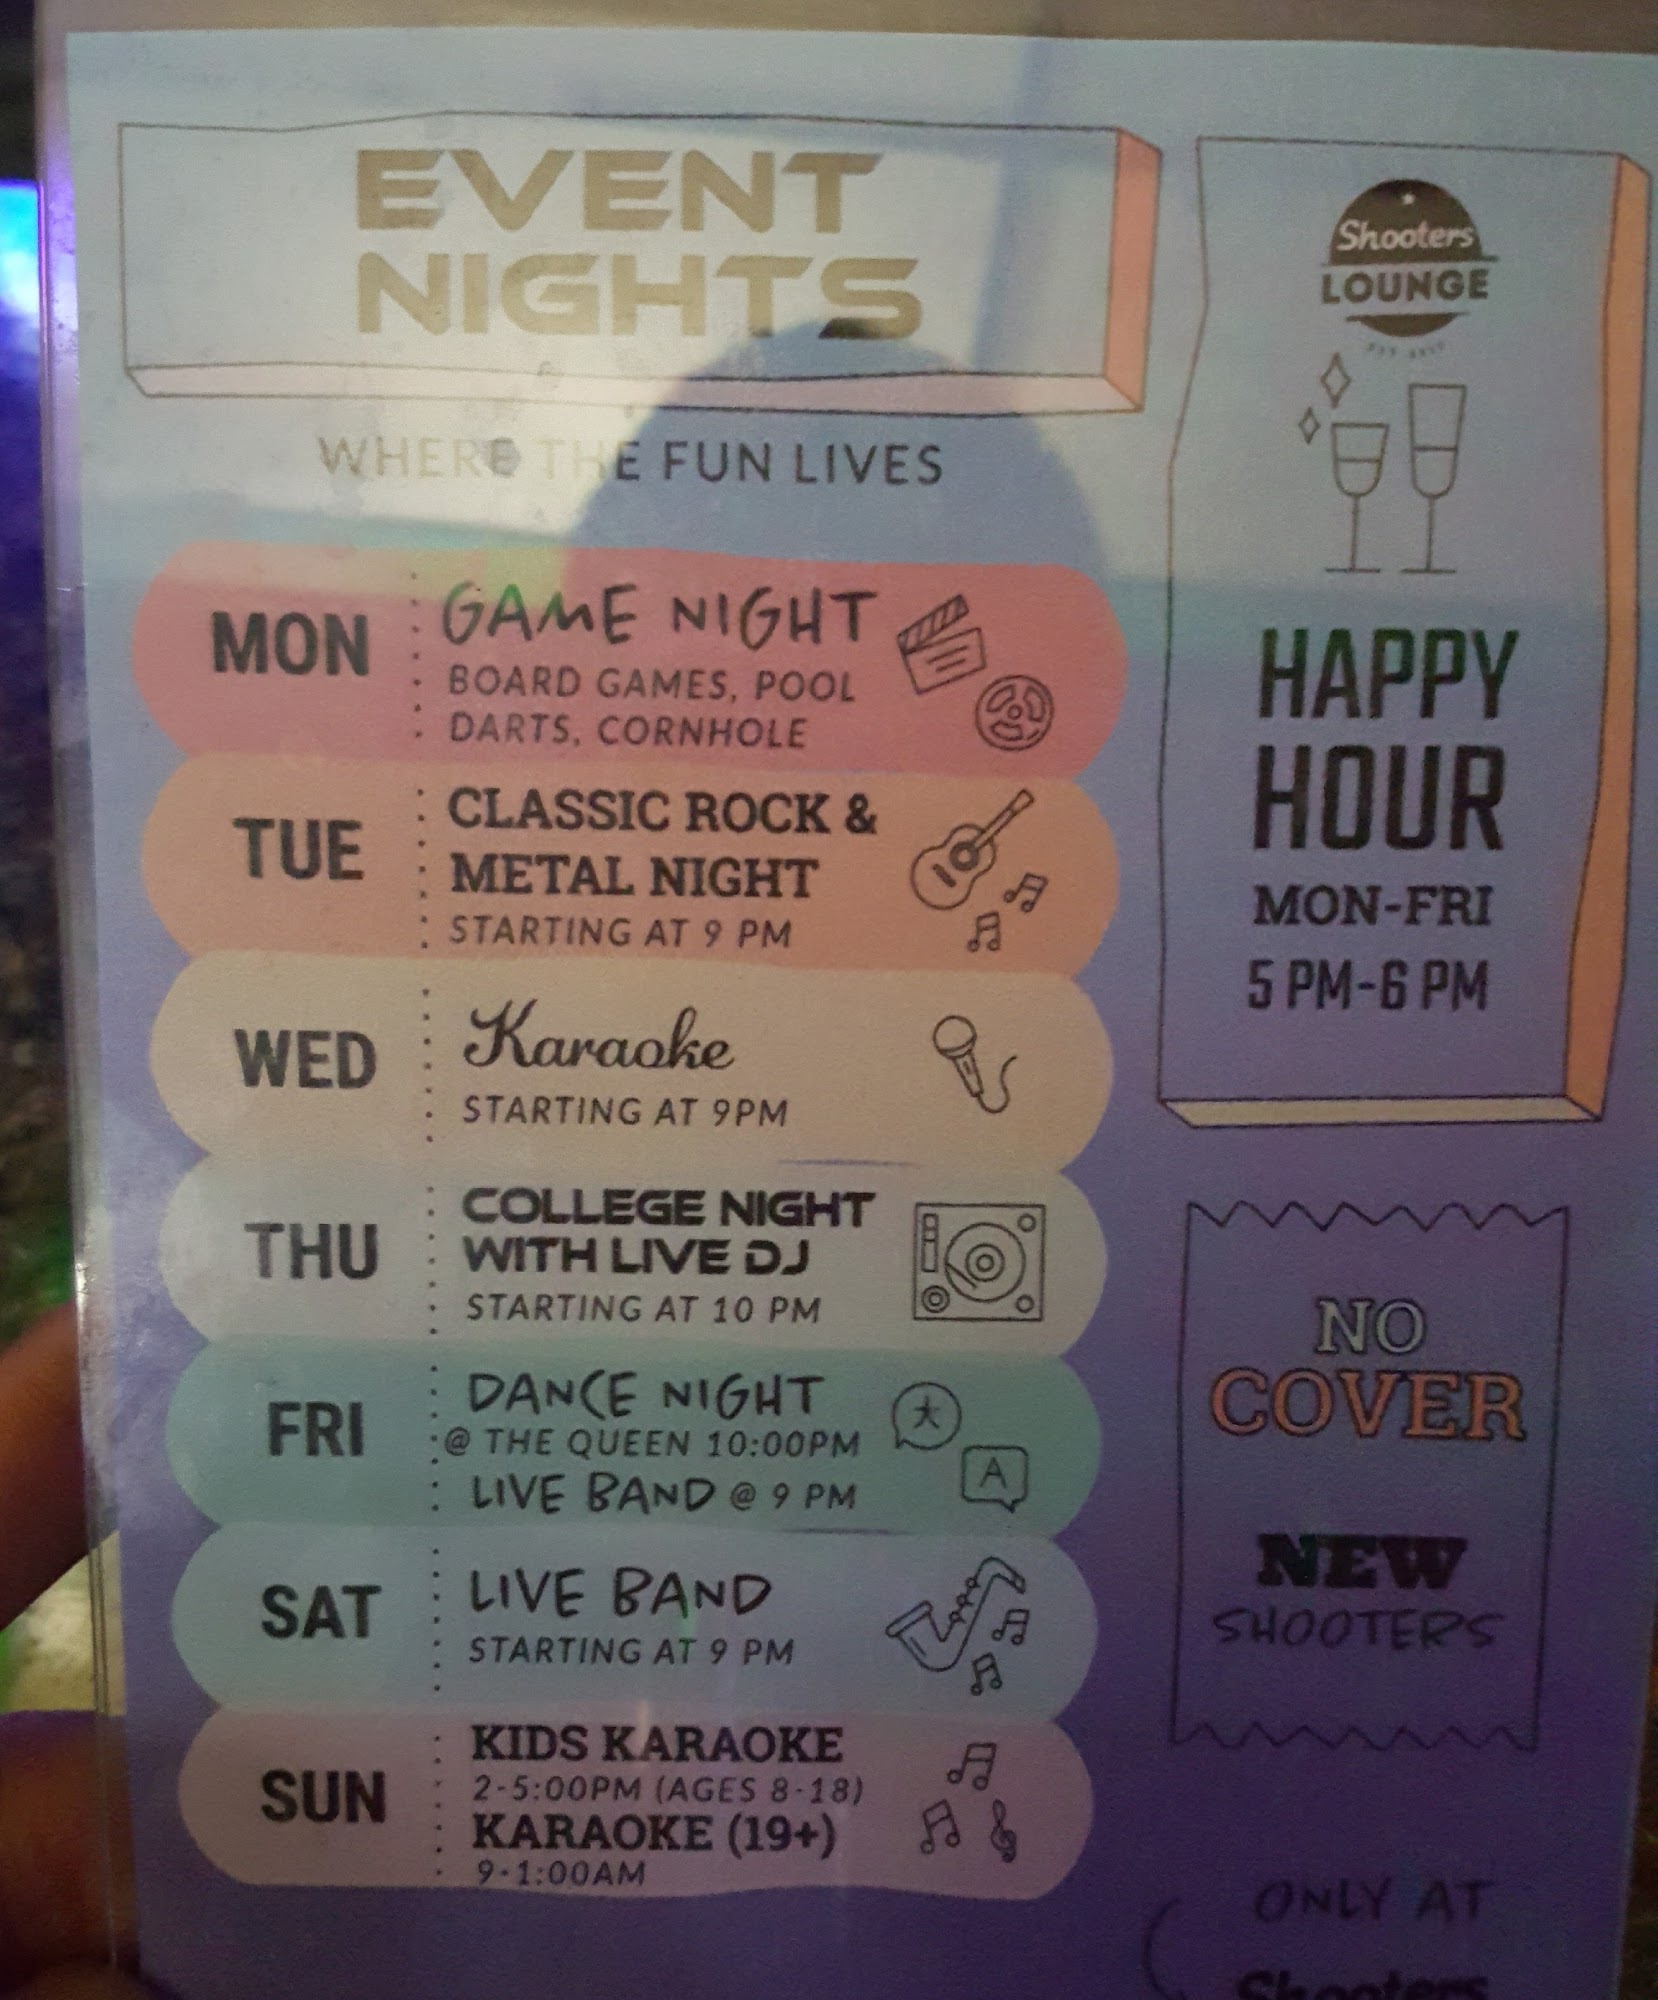 EVENT
NIGHTS
WHERE THE FUN LIVES
MON
GAME NIGHT
BOARD GAMES, POOL
DARTS, CORNHOLE
TUE
CLASSIC ROCK &
METAL NIGHT
STARTING AT 9 PM
WED
Karaoke
STARTING AT 9PM
THU
COLLEGE NIGHT
WITH LIVE DJ
STARTING AT 10 PM
FRI
DANCE NIGHT
@ THE QUEEN 10:00PM
LIVE BAND @ 9 PM
大
A
SAT
LIVE BAND
STARTING AT 9 PM
SUN
KIDS KARAOKE
2-5:00PM (AGES 8-18)
KARAOKE (19+)
9-1:00AM
Shooters
LOUNGE
HAPPY
HOUR
MON-FRI
5 PM-6 PM
NO
COVER
NEW
SHOOTERS
ONLY AT
Shooters